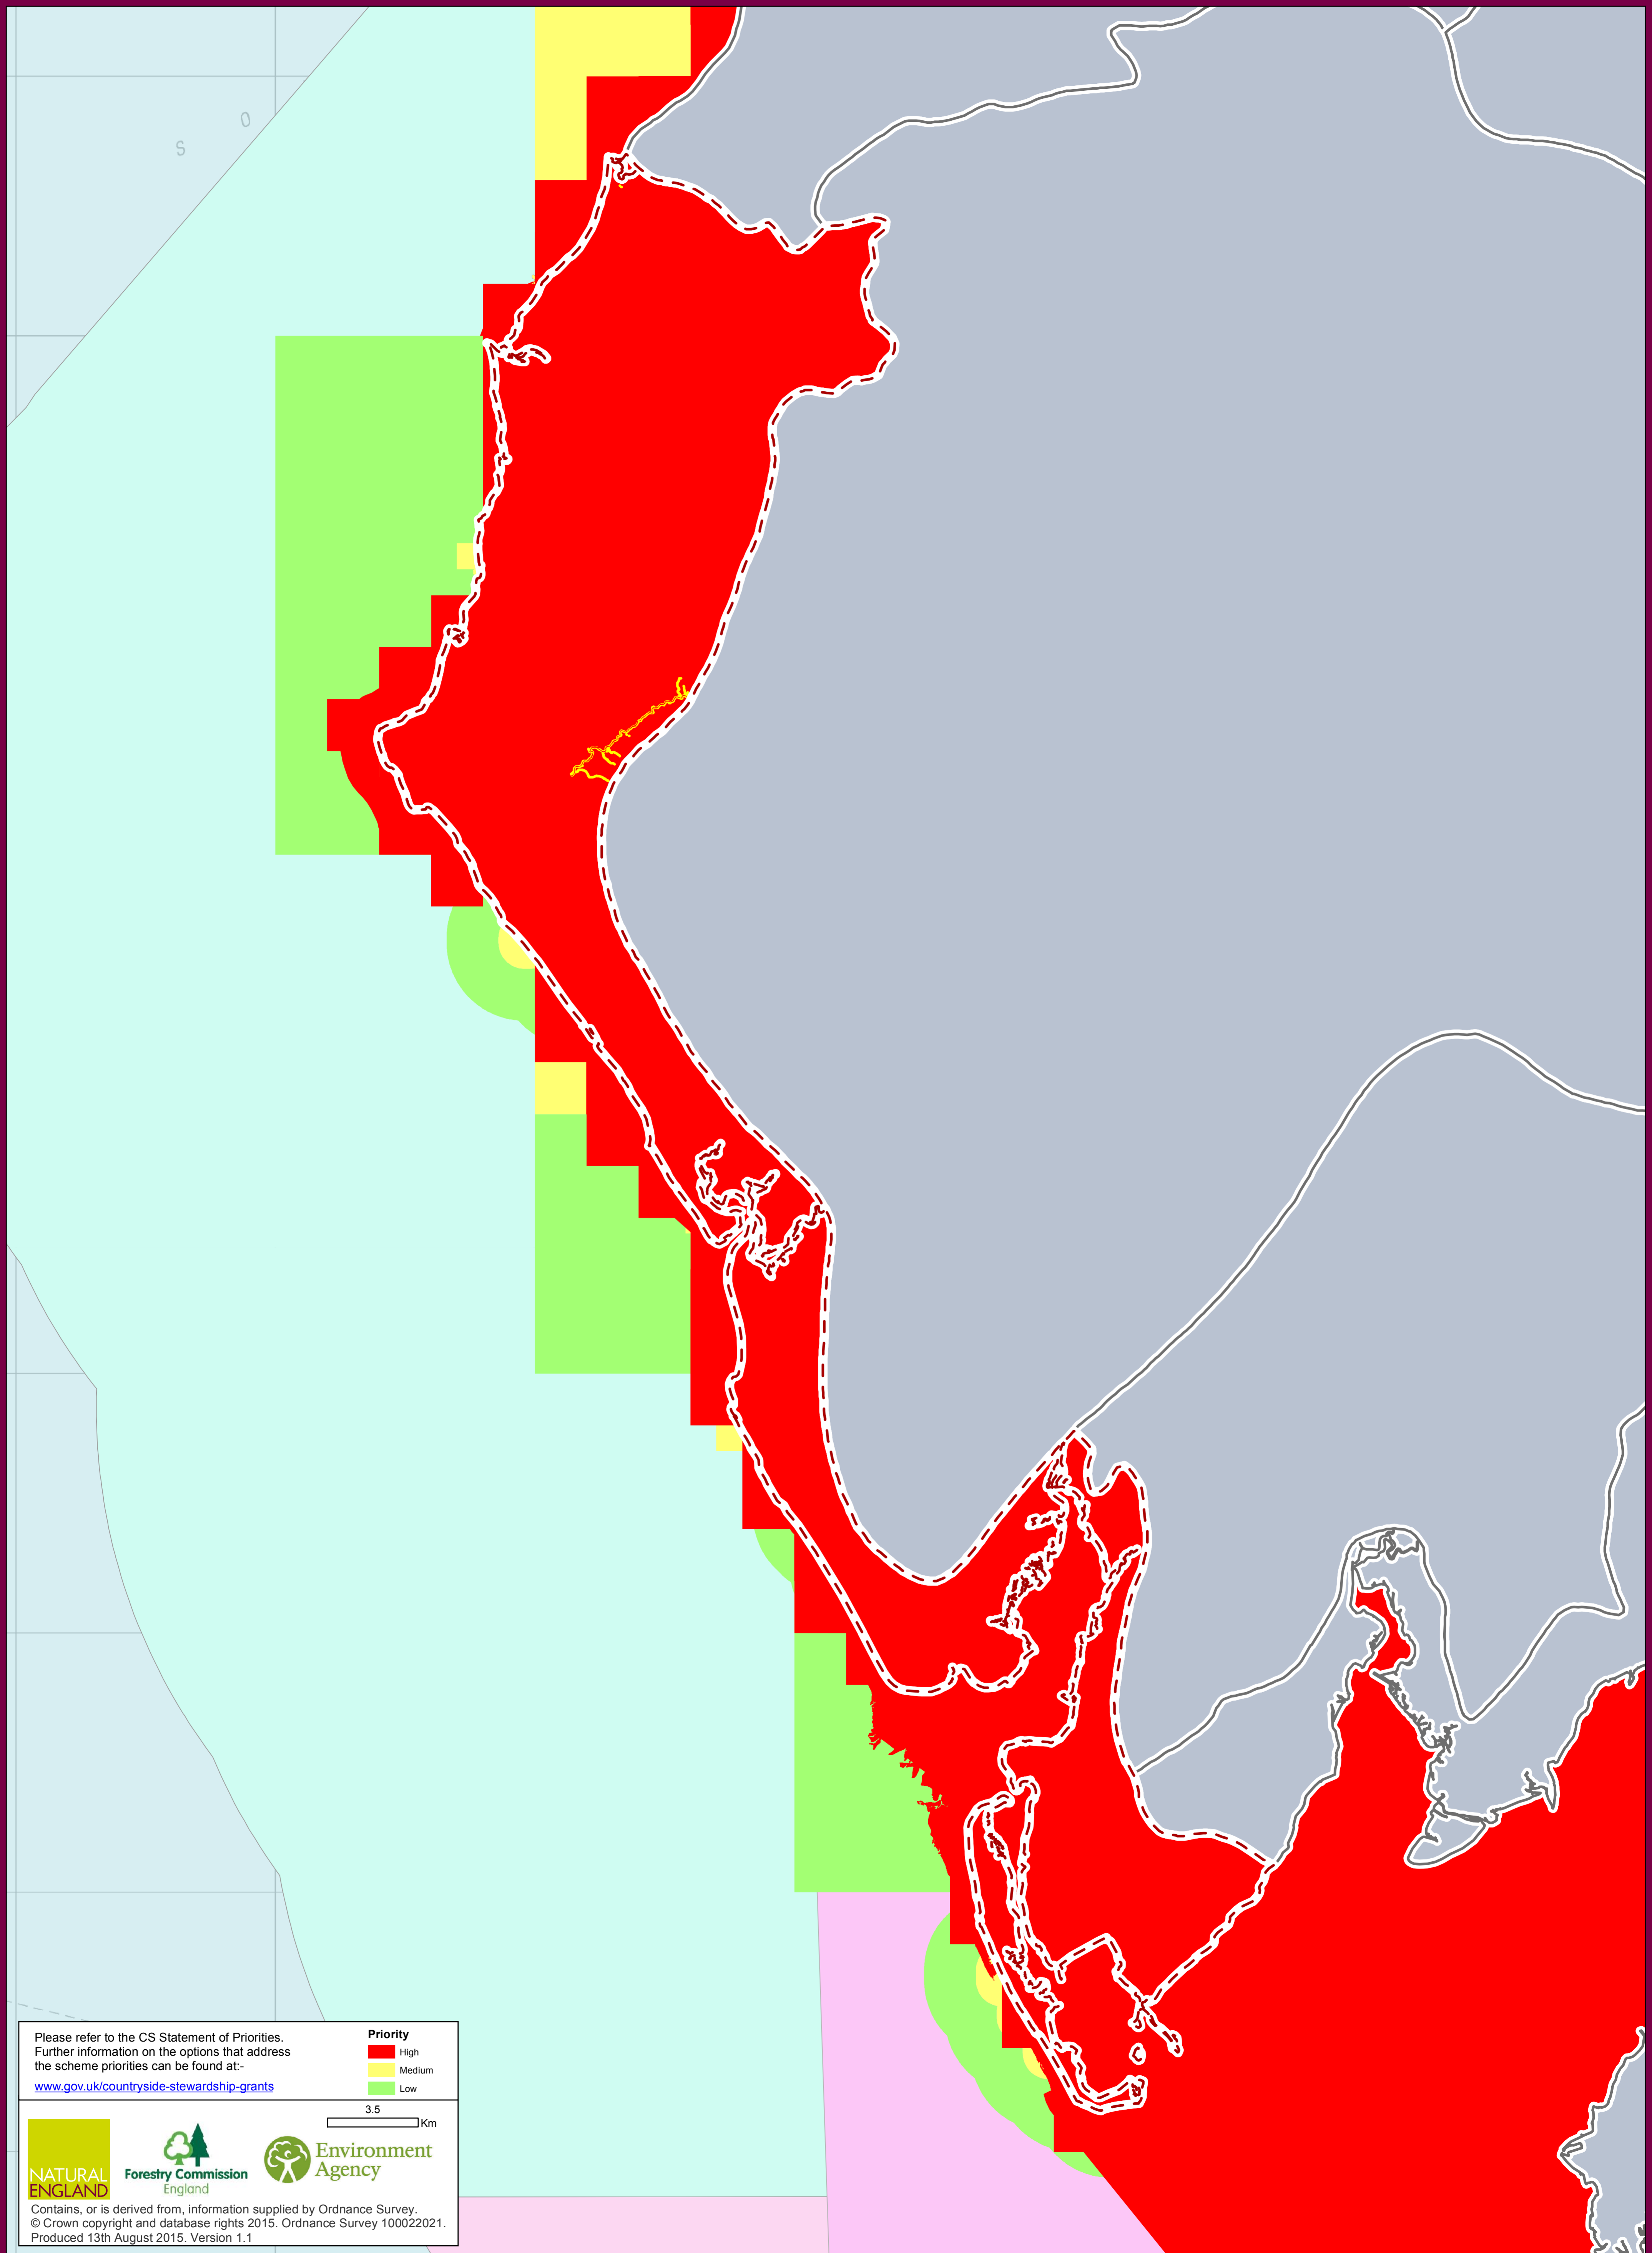 O
S
Please refer to the CS Statement of Priorities.
Further information on the options that address
the scheme priorities can be found at:-
www.gov.uk/countryside-stewardship-grants
Priority
High
Medium
Low
3.5
Km
NATURAL
ENGLAND
Forestry Commission
England
Environment
Agency
Contains, or is derived from, information supplied by Ordnance Survey.
© Crown copyright and database rights 2015. Ordnance Survey 100022021.
Produced 13th August 2015. Version 1.1